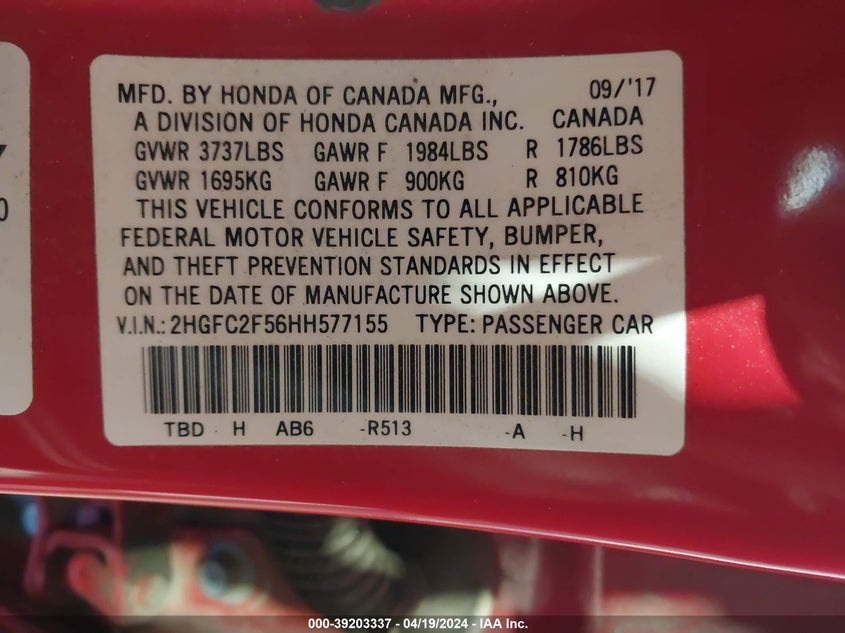 MFD. BY HONDA OF CANADA MFG., 09/'17
A DIVISION OF HONDA CANADA INC. CANADA
GVWR 3737LBS GAWR F 1984LBS R 1786LBS
GVWR 1695KG GAWR F 900KG R 810KG
THIS VEHICLE CONFORMS TO ALL APPLICABLE
FEDERAL MOTOR VEHICLE SAFETY, BUMPER,
AND THEFT PREVENTION STANDARDS IN EFFECT
ON THE DATE OF MANUFACTURE SHOWN ABOVE.
V.I.N.: 2HGFC2F56HH577155 TYPE: PASSENGER CAR
TBD H AB6 -R513 -A -H
000-39203337 - 04/19/2024 - IAA Inc.